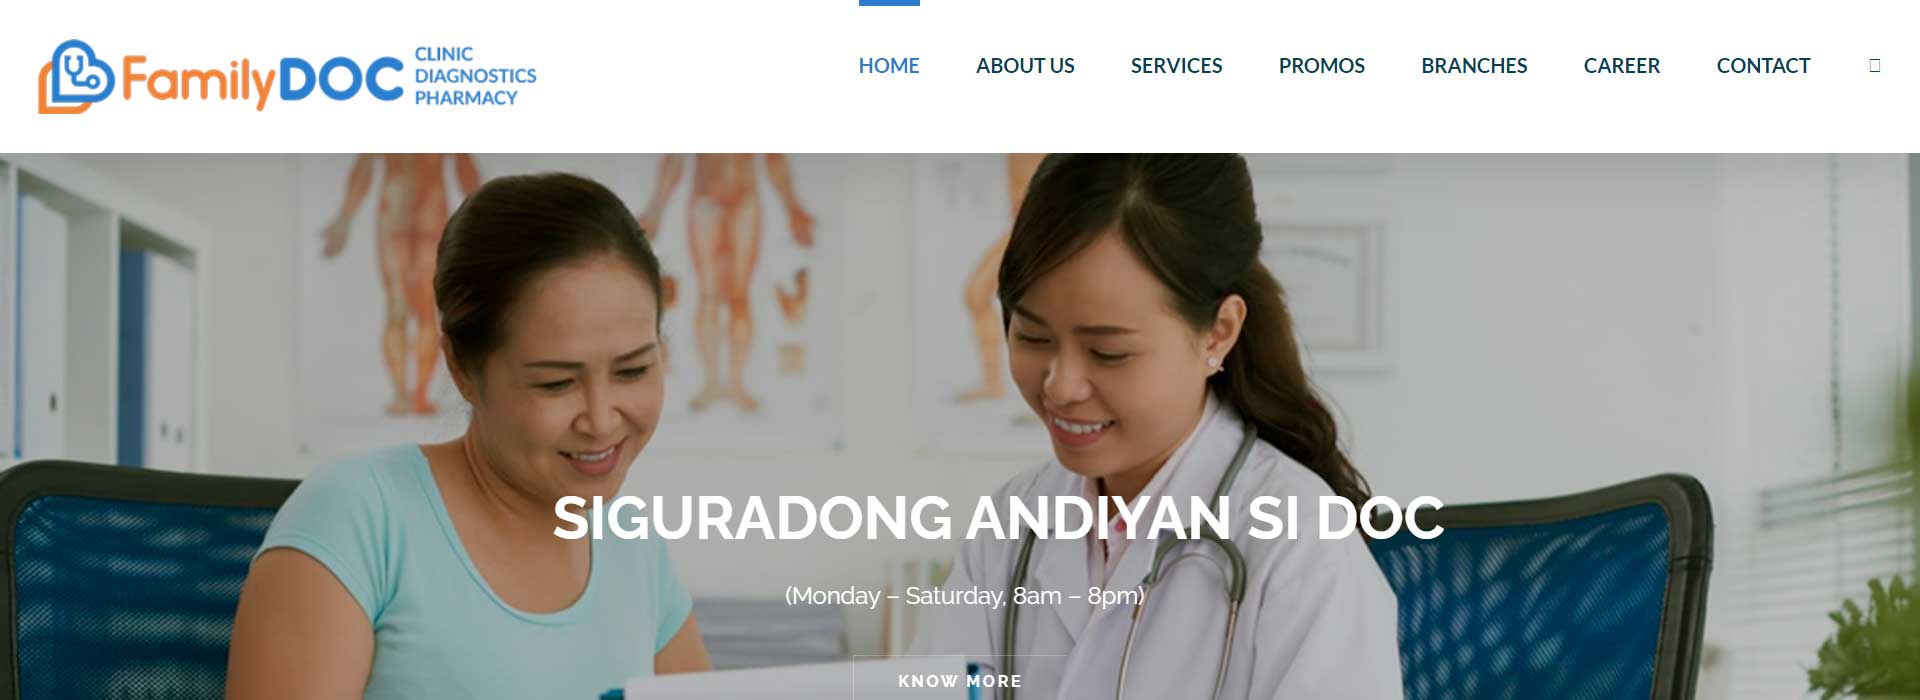 FamilyDOC
CLINIC
DIAGNOSTICS
PHARMACY
HOME
ABOUT US
SERVICES
PROMOS
BRANCHES
CAREER
CONTACT
SIGURADONG ANDIYAN SI DOC
(Monday – Saturday, 8am – 8pm)
KNOW MORE